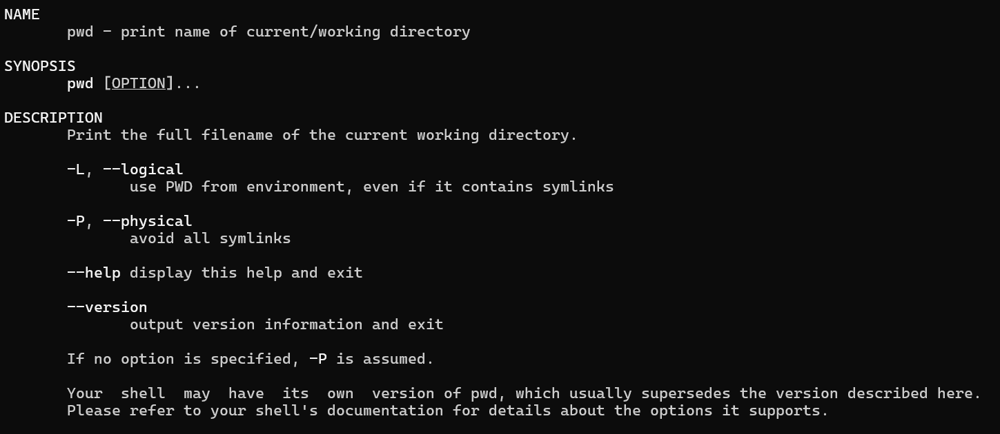 NAME
pwd - print name of current/working directory
SYNOPSIS
pwd [OPTION]...
DESCRIPTION
Print the full filename of the current working directory.
-L, --logical
use PWD from environment, even if it contains symlinks
-P, --physical
avoid all symlinks
--help display this help and exit
--version
output version information and exit
If no option is specified, -P is assumed.
Your  shell  may  have  its  own  version of pwd, which usually supersedes the version described here.
Please refer to your shell's documentation for details about the options it supports.